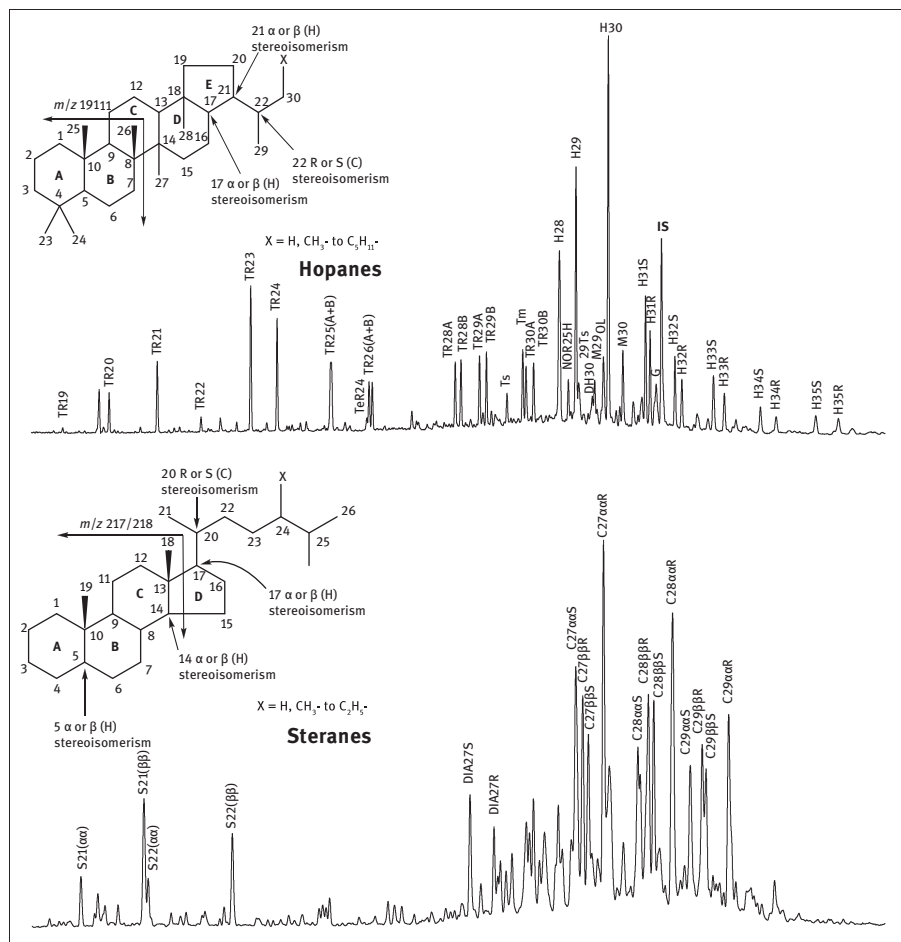 21 α or β (H)
stereoisomerism
X
19
20
E
21
12
18
11
C
13
17
22
30
D
m/z 191
25
26
28
16
29
1
9
14
2
10
8
15
22 R or S (C)
stereoisomerism
A
B
7
27
17 α or β (H)
stereoisomerism
3
4
5
6
23
24
X = H, CH₃- to C₅H₁₁-
Hopanes
TR19
TR20
TR21
TR22
TR23
TR24
TR25(A+B)
TeR24
TR26(A+B)
TR28A
TR28B
TR29A
TR29B
Ts
Tm
TR30A
TR30B
H28
NOR25H
H29
29Ts
DH30
M29
OL
H30
M30
H31S
H31R
G
IS
H32S
H32R
H33S
H33R
H34S
H34R
H35S
H35R
20 R or S (C)
stereoisomerism
X
21
22
26
m/z 217/218
20
23
24
25
18
12
17
11
13
16
17 α or β (H)
stereoisomerism
19
C
D
1
14
15
2
10
9
8
A
B
14 α or β (H)
stereoisomerism
3
5
7
4
6
5 α or β (H)
stereoisomerism
X = H, CH₃- to C₂H₅-
Steranes
S21(αα)
S21(ββ)
S22(αα)
S22(ββ)
DIA27S
DIA27R
C27ααS
C27ββR
C27ββS
C27ααR
C28ααS
C28ββR
C28ββS
C28ααR
C29ααS
C29ββR
C29ββS
C29ααR